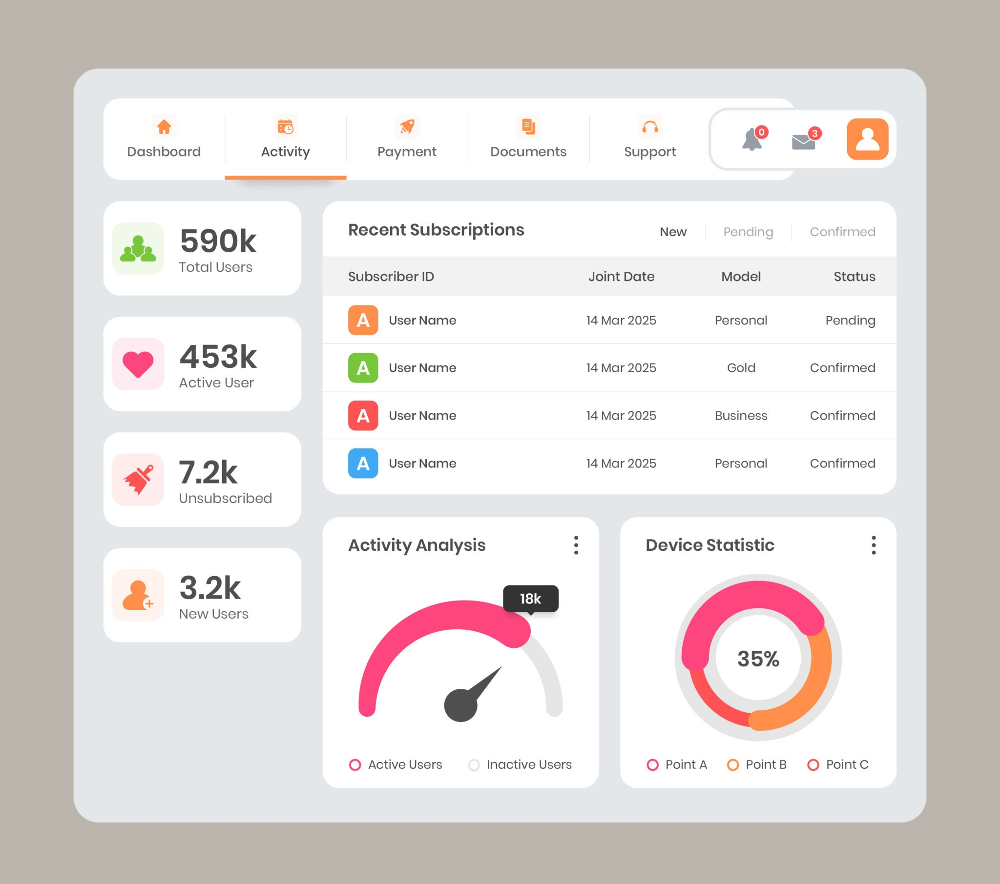 Dashboard
Activity
Payment
Documents
Support
0
3
590k
Total Users
453k
Active User
7.2k
Unsubscribed
3.2k
New Users
Recent Subscriptions
New Pending Confirmed
Subscriber ID Joint Date Model Status
A User Name 14 Mar 2025 Personal Pending
A User Name 14 Mar 2025 Gold Confirmed
A User Name 14 Mar 2025 Business Confirmed
A User Name 14 Mar 2025 Personal Confirmed
Activity Analysis
18k
Active Users Inactive Users
Device Statistic
35%
Point A Point B Point C